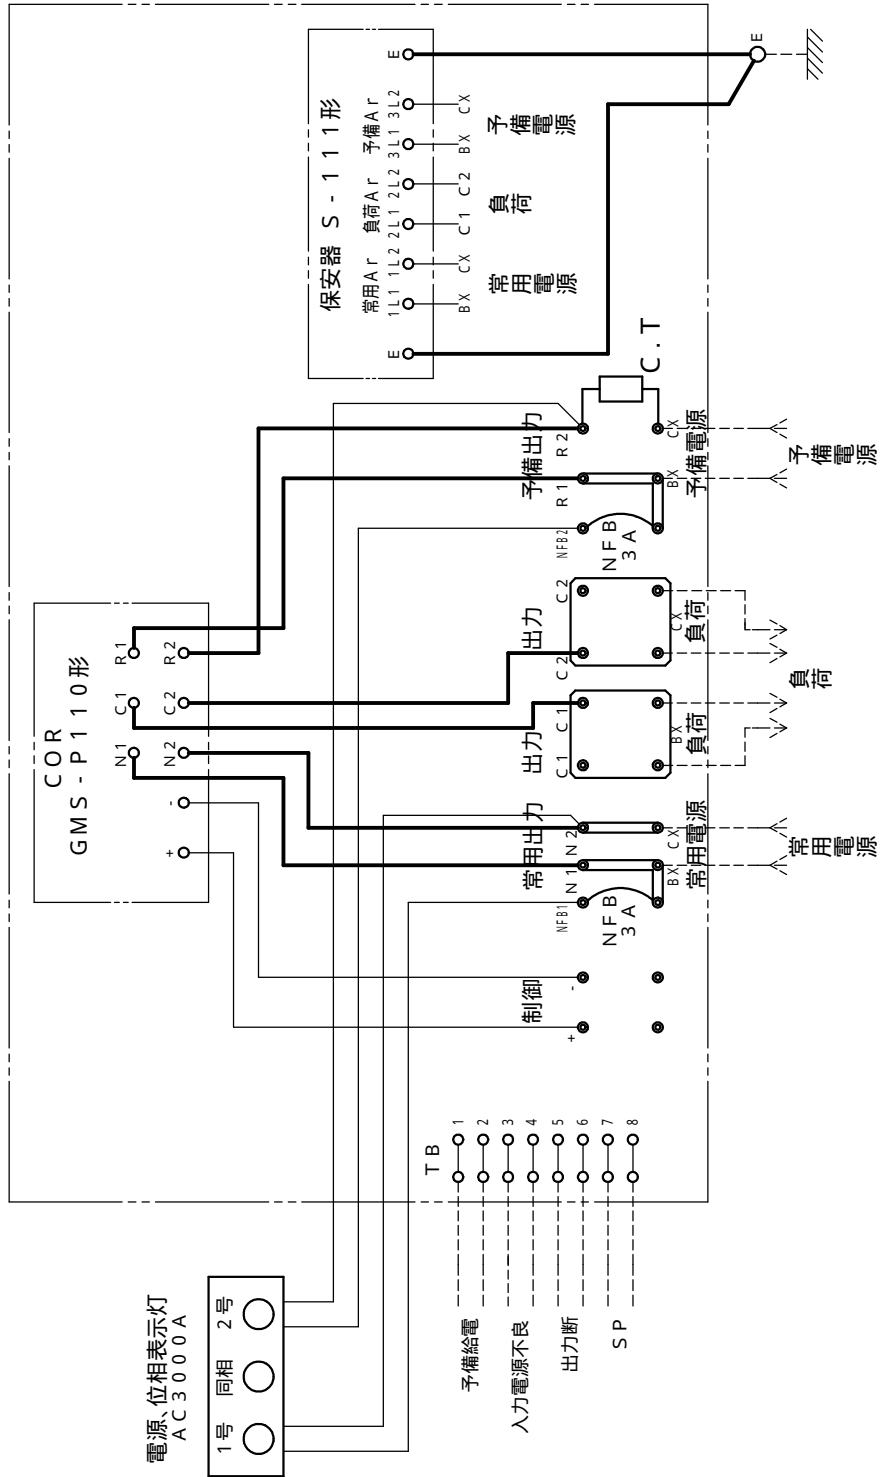 E
保安器 S-111形
常用Ar 負荷Ar 予備Ar
E 1L1 1L2 2L1 2L2 3L1 3L2 E
BX CX C1 C2 BX CX
常用電源 負荷 予備電源
COR
GMS-P110形
N1 C1 R1
+ - N2 C2 R2
制御 常用出力 出力 出力 予備出力
+ - NFB1 N1 N2 C1 C1 C2 C2 NFB2 R1 R2
NFB 3A
NFB 3A
C.T
BX CX BX CX BX CX
常用電源 負荷 負荷 予備電源
常用電源 負荷 予備電源
電源、位相表示灯
AC3000A
1号 同相 2号
TB
1
2
3
4
5
6
7
8
予備給電
入力電源不良
出力断
SP